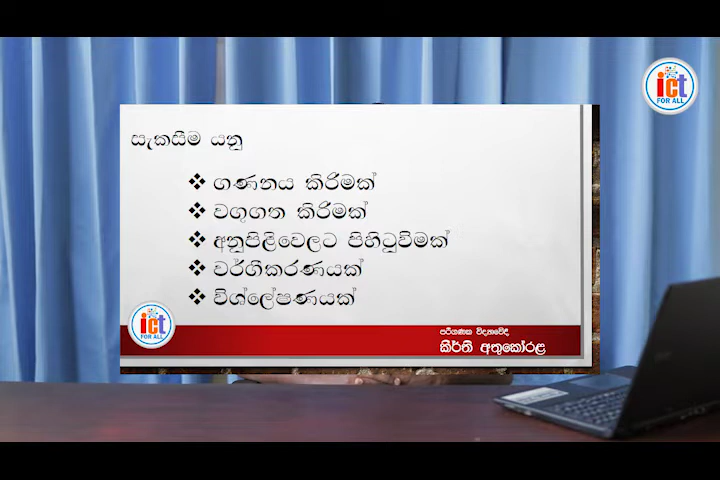 ict
FOR ALL
සැකසීම යනු
❖ ගණනය කිරීමක්
❖ වගුගත කිරීමක්
❖ අනුපිළිවෙලට පිහිටුවීමක්
❖ වර්ගීකරණයක්
❖ විශ්ලේෂණයක්
ict
FOR ALL
පරිගණක විද්‍යාවේදී
කීර්ති අතුකෝරළ